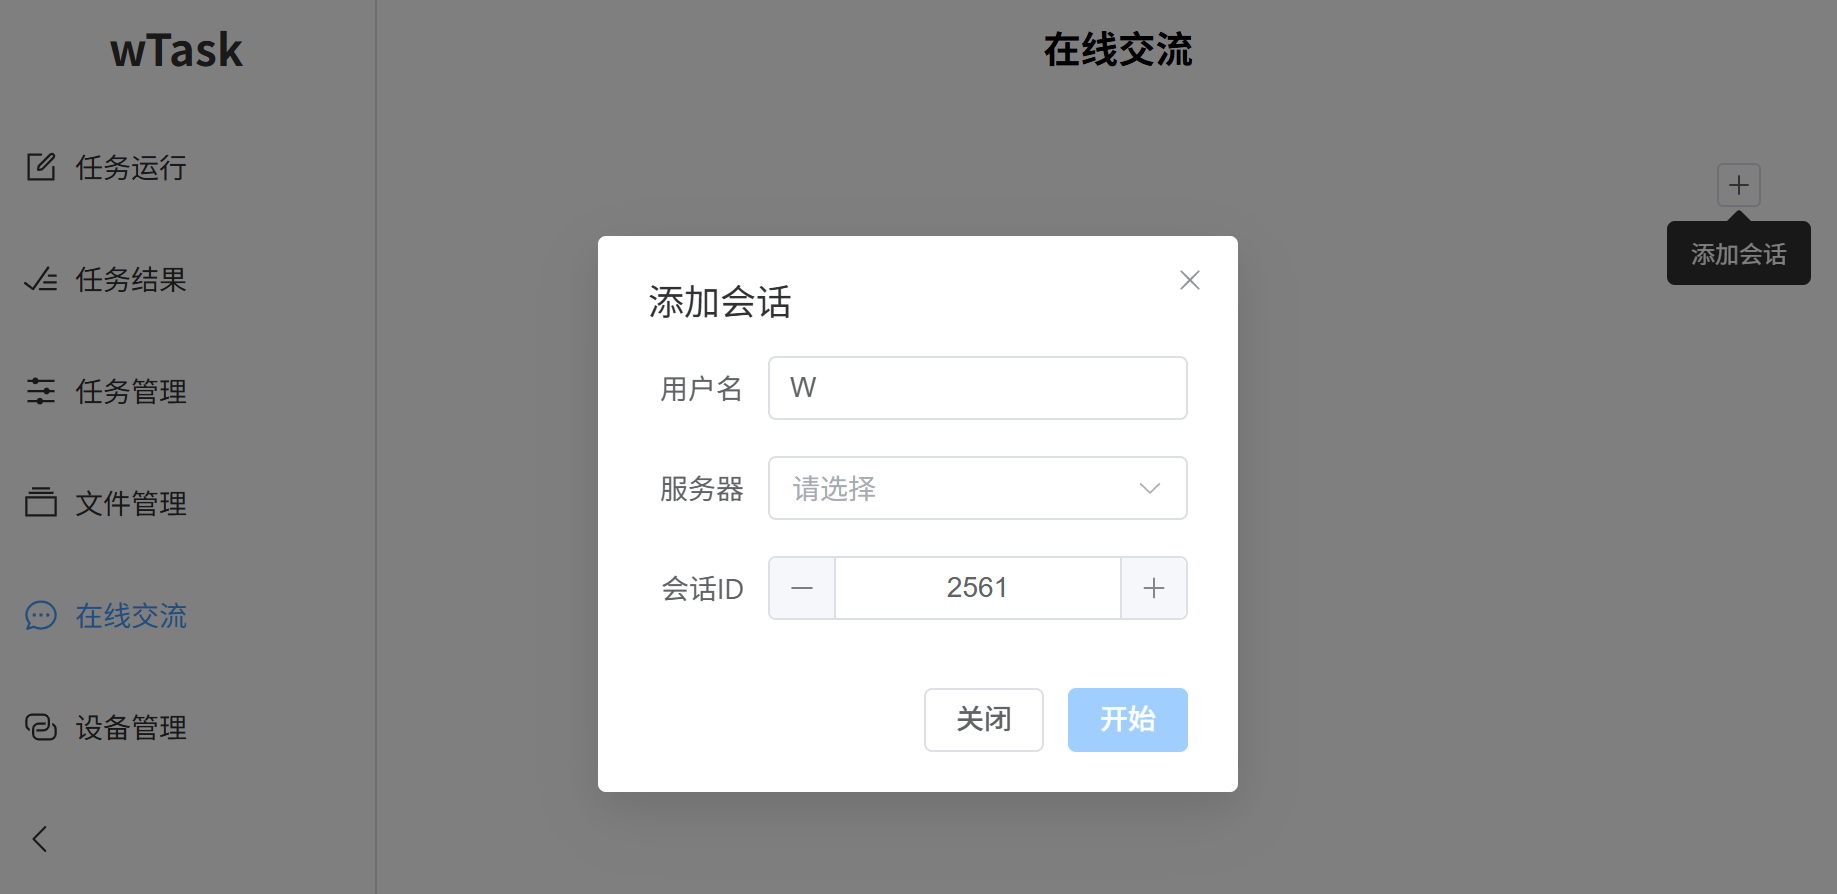 wTask
任务运行
任务结果
任务管理
文件管理
在线交流
设备管理
在线交流
添加会话
添加会话
用户名 W
服务器 请选择
会话ID 2561
关闭 开始